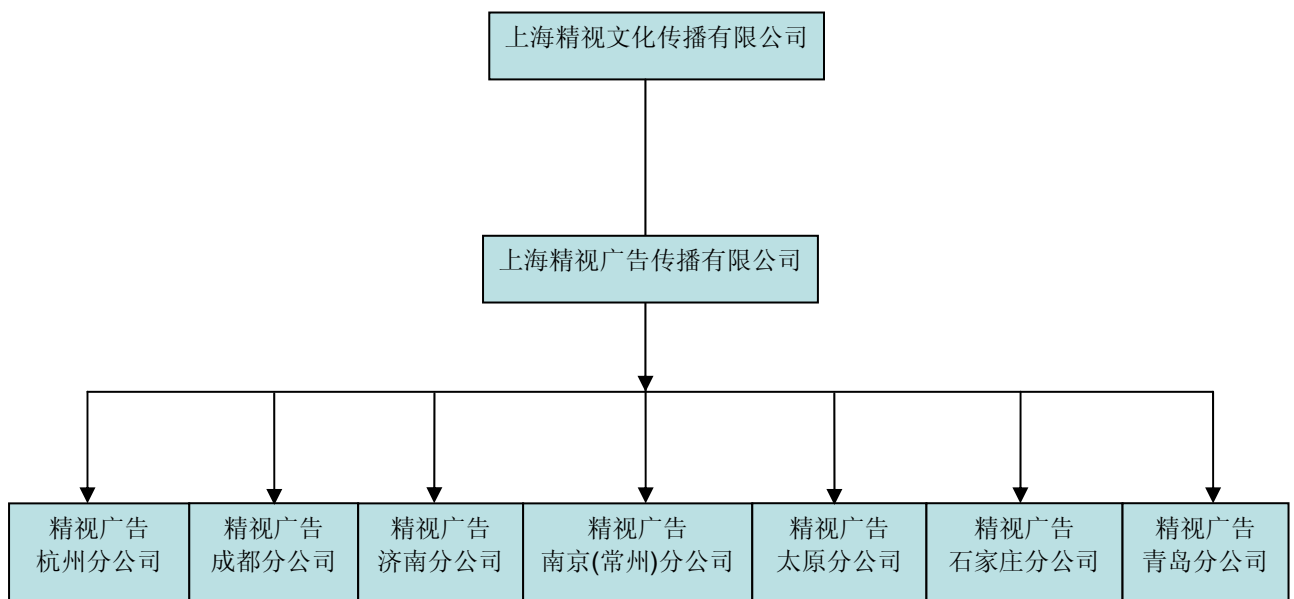 上海精视文化传播有限公司
上海精视广告传播有限公司
精视广告
杭州分公司
精视广告
成都分公司
精视广告
济南分公司
精视广告
南京(常州)分公司
精视广告
太原分公司
精视广告
石家庄分公司
精视广告
青岛分公司